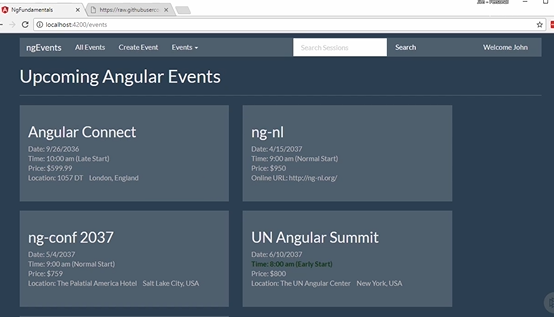 NgFundamentals
https://raw.githubuserco
localhost:4200/events
ngEvents All Events Create Event Events Search Sessions Search Welcome John
Upcoming Angular Events
Angular Connect
Date: 9/26/2036
Time: 10:00 am (Late Start)
Price: $599.99
Location: 1057 DT London, England
ng-nl
Date: 4/15/2037
Time: 9:00 am (Normal Start)
Price: $950
Online URL: http://ng-nl.org/
ng-conf 2037
Date: 5/4/2037
Time: 9:00 am (Normal Start)
Price: $759
Location: The Palatial America Hotel Salt Lake City, USA
UN Angular Summit
Date: 6/10/2037
Time: 8:00 am (Early Start)
Price: $800
Location: The UN Angular Center New York, USA